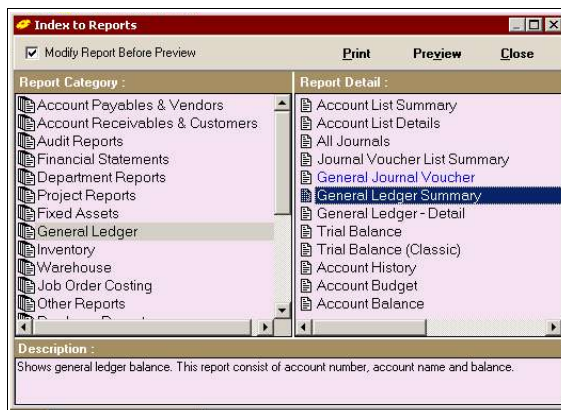 Index to Reports
Modify Report Before Preview
Print Preview Close
Report Category :
Account Payables & Vendors
Account Receivables & Customers
Audit Reports
Financial Statements
Department Reports
Project Reports
Fixed Assets
General Ledger
Inventory
Warehouse
Job Order Costing
Other Reports
Report Detail :
Account List Summary
Account List Details
All Journals
Journal Voucher List Summary
General Journal Voucher
General Ledger Summary
General Ledger - Detail
Trial Balance
Trial Balance (Classic)
Account History
Account Budget
Account Balance
Description :
Shows general ledger balance. This report consist of account number, account name and balance.